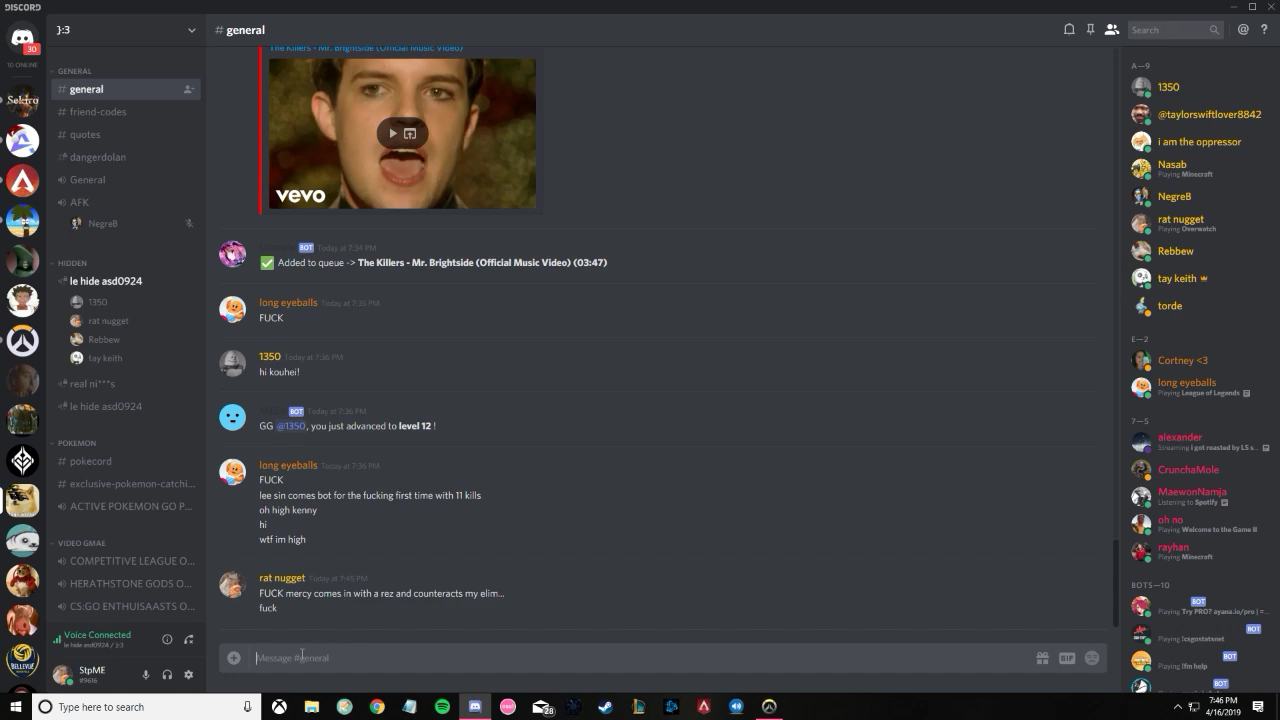 DISCORD
}:3
# general
Search
30
10 ONLINE
Sekiro
BELLEVUE
GENERAL
general
friend-codes
quotes
dangerdolan
General
AFK
NegreB
HIDDEN
le hide asd0924
1350
rat nugget
Rebbew
tay keith
real ni***s
le hide asd0924
POKEMON
pokecord
exclusive-pokemon-catchi...
ACTIVE POKEMON GO P...
VIDEO GMAE
COMPETITIVE LEAGUE O...
HERATHSTONE GODS O...
CS:GO ENTHUISAASTS O...
Voice Connected
le hide asd0924 / }:3
StpME
#9616
The Killers - Mr. Brightside (Official Music Video)
vevo
BOT Today at 7:34 PM
Added to queue -> The Killers - Mr. Brightside (Official Music Video) (03:47)
long eyeballs Today at 7:35 PM
FUCK
1350 Today at 7:36 PM
hi kouhei!
BOT Today at 7:36 PM
GG @1350, you just advanced to level 12 !
long eyeballs Today at 7:36 PM
FUCK
lee sin comes bot for the fucking first time with 11 kills
oh high kenny
hi
wtf im high
rat nugget Today at 7:45 PM
FUCK mercy comes in with a rez and counteracts my elim...
fuck
Message #general
GIF
A—9
1350
@taylorswiftlover8842
i am the oppressor
Nasab
Playing Minecraft
NegreB
rat nugget
Playing Overwatch
Rebbew
tay keith
torde
E—2
Cortney <3
long eyeballs
Playing League of Legends
7—5
alexander
Streaming i got roasted by LS s...
CrunchaMole
MaewonNamja
Listening to Spotify
oh no
Playing Welcome to the Game II
rayhan
Playing Minecraft
BOTS—10
BOT
Playing Try PRO? ayana.io/pro | =...
BOT
Playing !csgostatsnet
BOT
Playing !fm help
BOT
Type here to search
28
7:46 PM
4/16/2019